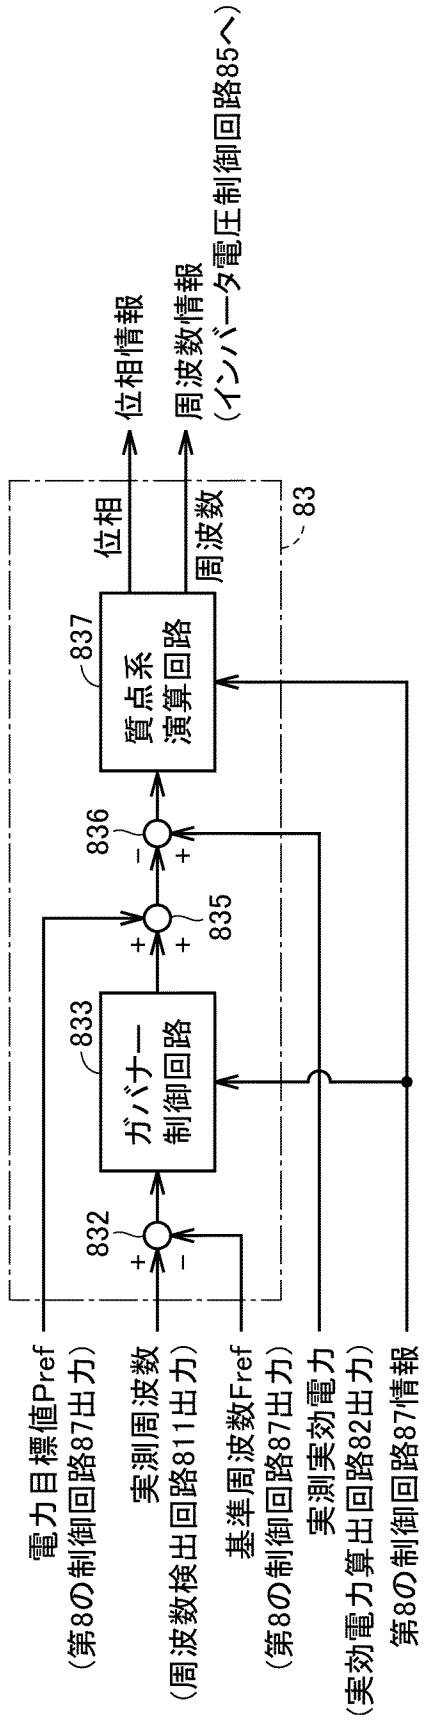 電力目標値Pref
(第8の制御回路87出力)
実測周波数
(周波数検出回路811出力)
基準周波数Fref
(第8の制御回路87出力)
実測実効電力
(実効電力算出回路82出力)
第8の制御回路87情報
832
+
−
833
ガバナー
制御回路
835
+
+
836
−
+
837
質点系
演算回路
位相
周波数
83
位相情報
周波数情報
(インバータ電圧制御回路85へ)